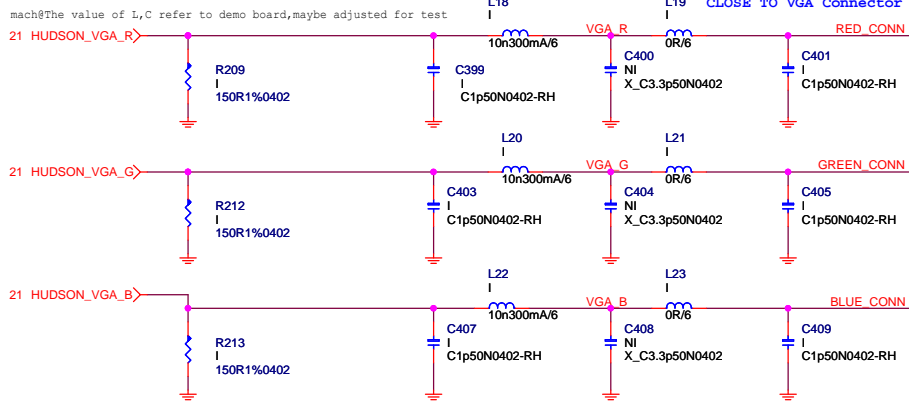 mach@The value of L,C refer to demo board,maybe adjusted for test
L18
L19
CLOSE TO VGA Connector
21 HUDSON_VGA_R
VGA_R
RED_CONN
10n300mA/6
0R/6
R209
I
150R1%0402
C399
I
C1p50N0402-RH
C400
NI
X_C3.3p50N0402
C401
I
C1p50N0402-RH
L20
I
L21
I
21 HUDSON_VGA_G
VGA_G
GREEN_CONN
10n300mA/6
0R/6
R212
I
150R1%0402
C403
I
C1p50N0402-RH
C404
NI
X_C3.3p50N0402
C405
I
C1p50N0402-RH
L22
I
L23
I
21 HUDSON_VGA_B
VGA_B
BLUE_CONN
10n300mA/6
0R/6
R213
I
150R1%0402
C407
I
C1p50N0402-RH
C408
NI
X_C3.3p50N0402
C409
I
C1p50N0402-RH